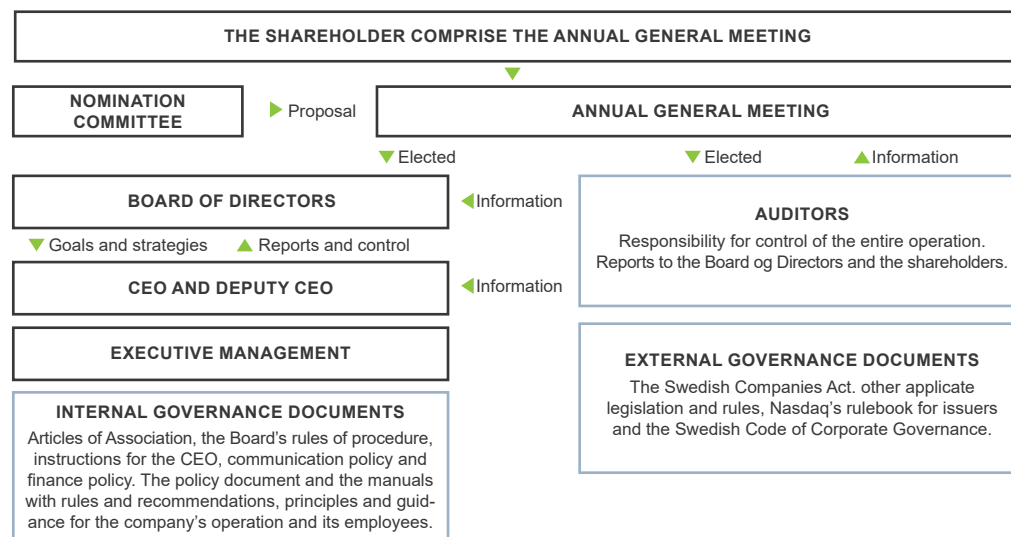 THE SHAREHOLDER COMPRISE THE ANNUAL GENERAL MEETING
NOMINATION
COMMITTEE
Proposal
ANNUAL GENERAL MEETING
Elected
Elected
Information
BOARD OF DIRECTORS
Information
Goals and strategies
Reports and control
CEO AND DEPUTY CEO
Information
EXECUTIVE MANAGEMENT
AUDITORS
Responsibility for control of the entire operation.
Reports to the Board og Directors and the shareholders.
INTERNAL GOVERNANCE DOCUMENTS
Articles of Association, the Board’s rules of procedure,
instructions for the CEO, communication policy and
finance policy. The policy document and the manuals
with rules and recommendations, principles and guid-
ance for the company’s operation and its employees.
EXTERNAL GOVERNANCE DOCUMENTS
The Swedish Companies Act. other applicate
legislation and rules, Nasdaq’s rulebook for issuers
and the Swedish Code of Corporate Governance.